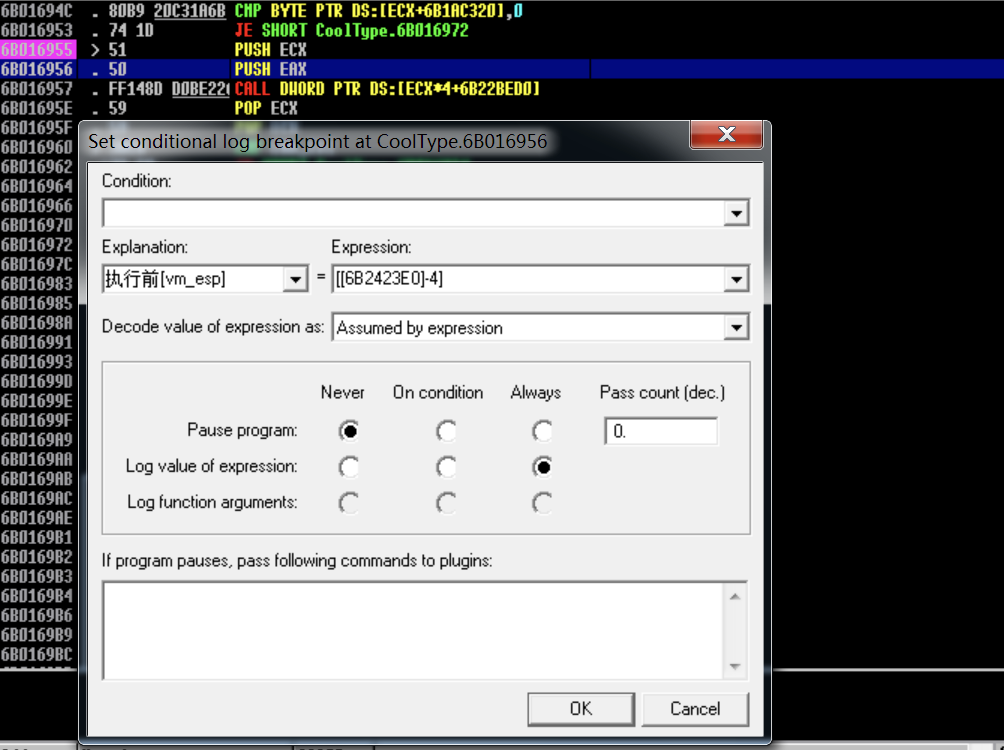 6B01694C . 80B9 20C31A6B CMP BYTE PTR DS:[ECX+6B1AC320],0
6B016953 . 74 1D JE SHORT CoolType.6B016972
6B016955 > 51 PUSH ECX
6B016956 . 50 PUSH EAX
6B016957 . FF148D D0BE22( CALL DWORD PTR DS:[ECX*4+6B22BED0]
6B01695E . 59 POP ECX
6B01695F
6B016960
6B016962
6B016964
6B016966
6B016970
6B016972
6B01697C
6B016983
6B016985
6B01698A
6B016991
6B016993
6B01699D
6B01699E
6B01699F
6B0169A9
6B0169AA
6B0169AB
6B0169AC
6B0169AE
6B0169B1
6B0169B2
6B0169B3
6B0169B4
6B0169B6
6B0169B9
6B0169BC
Set conditional log breakpoint at CoolType.6B016956
Condition:
Explanation: Expression:
执行前[vm_esp] = [[6B2423E0]-4]
Decode value of expression as: Assumed by expression
Never On condition Always Pass count (dec.)
Pause program: 0.
Log value of expression:
Log function arguments:
If program pauses, pass following commands to plugins:
OK Cancel